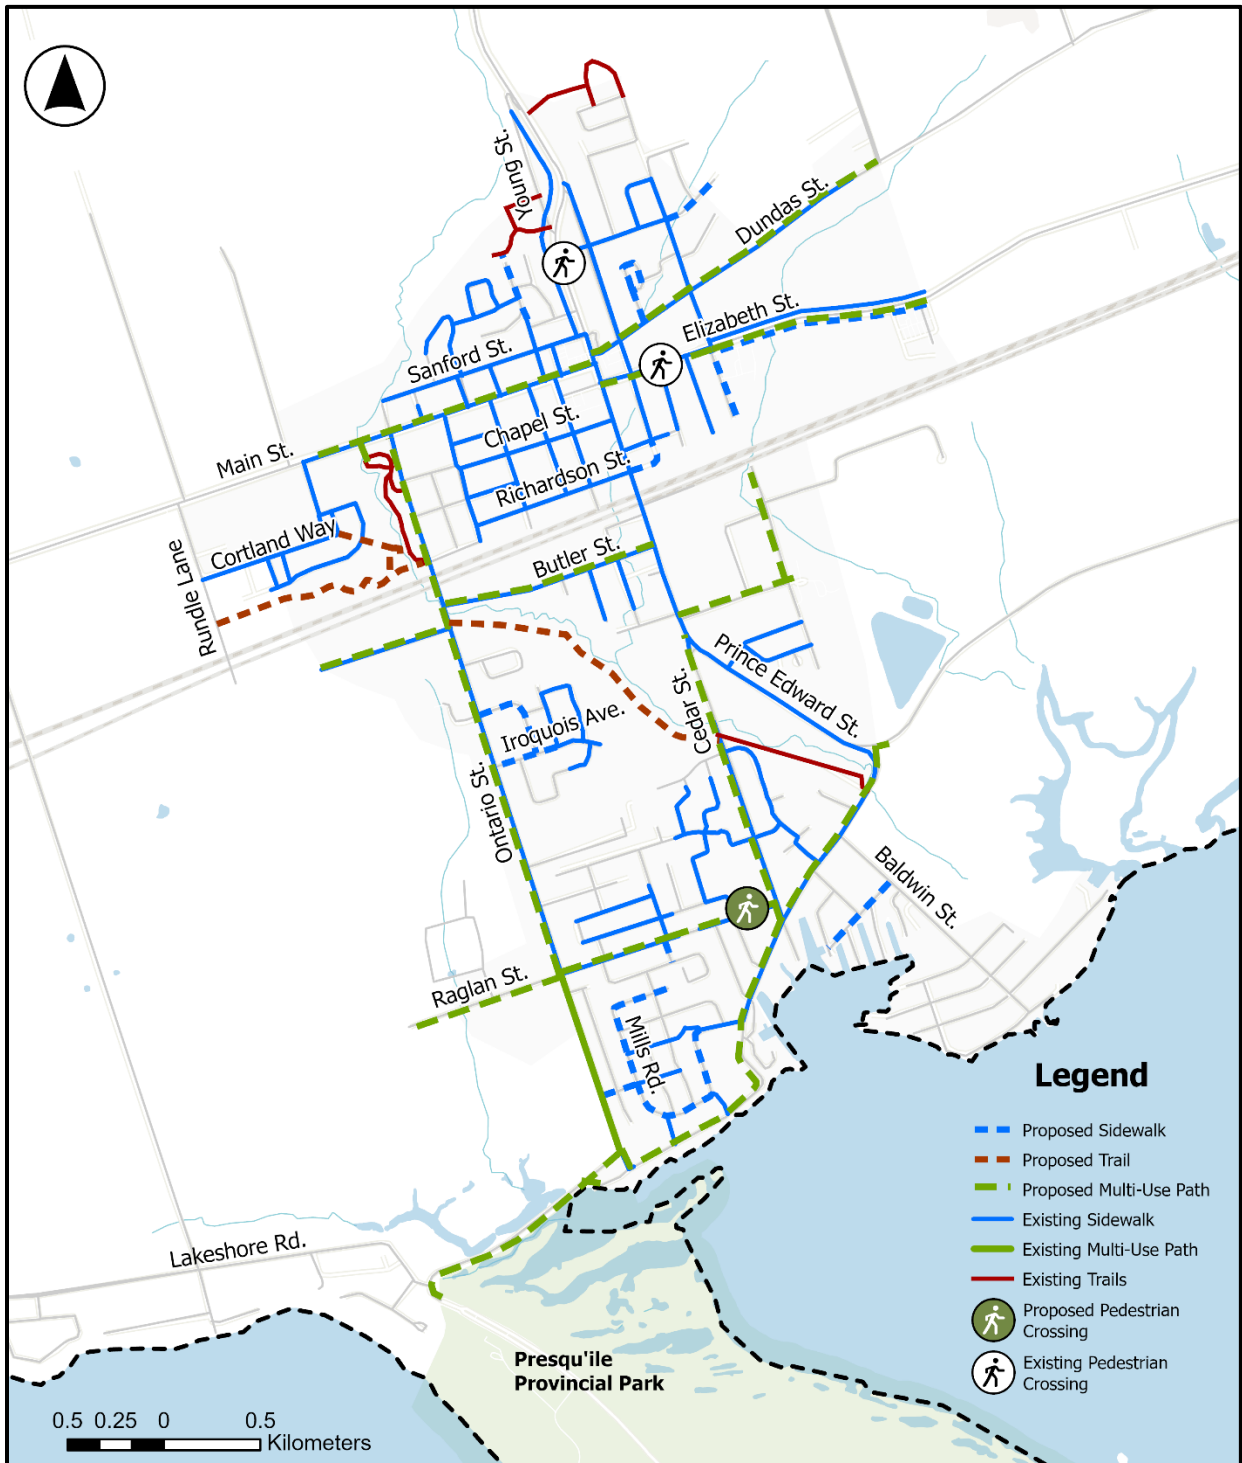 Young St.
Dundas St.
Elizabeth St.
Sanford St.
Chapel St.
Main St.
Richardson St.
Cortland Way
Butler St.
Rundle Lane
Prince Edward St.
Cedar St.
Iroquois Ave.
Ontario St.
Baldwin St.
Raglan St.
Mills Rd.
Lakeshore Rd.
Presqu'ile
Provincial Park
Legend
Proposed Sidewalk
Proposed Trail
Proposed Multi-Use Path
Existing Sidewalk
Existing Multi-Use Path
Existing Trails
Proposed Pedestrian
Crossing
Existing Pedestrian
Crossing
0.5 0.25 0 0.5
Kilometers